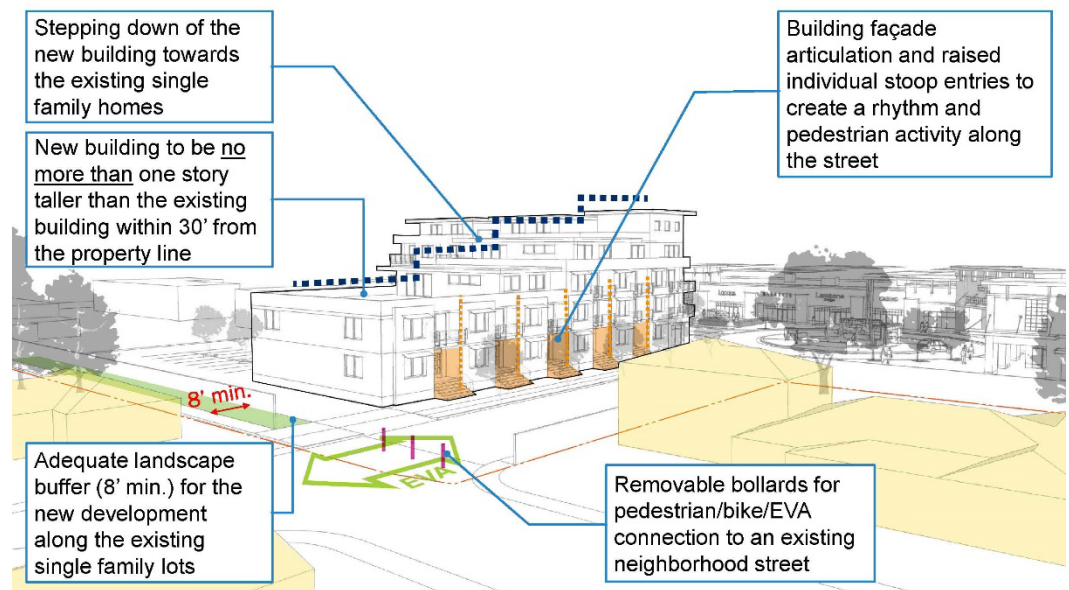 Stepping down of the
new building towards
the existing single
family homes
New building to be no
more than one story
taller than the existing
building within 30' from
the property line
Building façade
articulation and raised
individual stoop entries to
create a rhythm and
pedestrian activity along
the street
8' min.
EVA
Adequate landscape
buffer (8' min.) for the
new development
along the existing
single family lots
Removable bollards for
pedestrian/bike/EVA
connection to an existing
neighborhood street